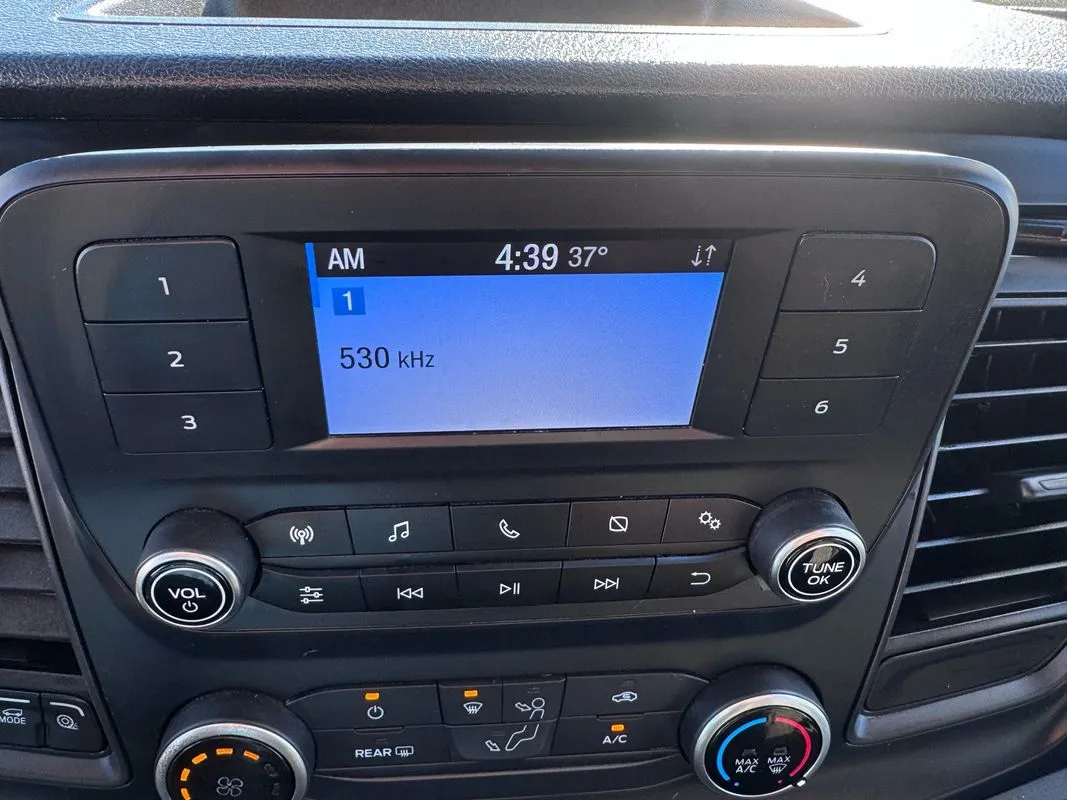 AM 4:39 37°
1
530 kHz
1
2
3
4
5
6
VOL
TUNE
OK
MODE
REAR
A/C
MAX
A/C
MAX